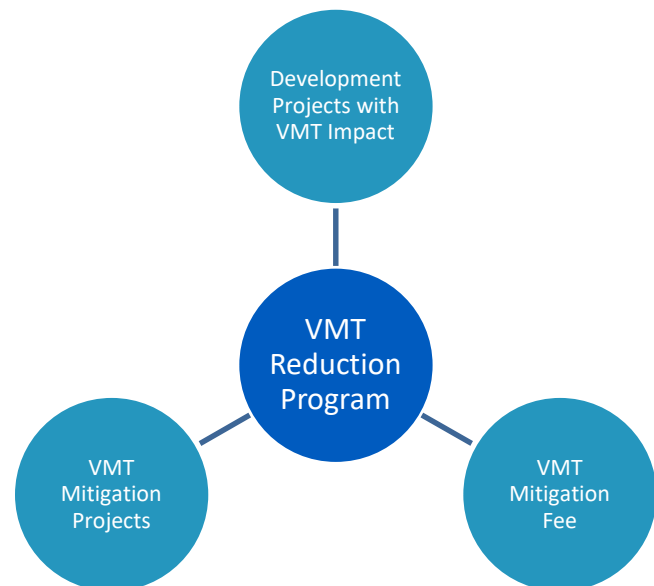 Development
Projects with
VMT Impact
VMT
Reduction
Program
VMT
Mitigation
Projects
VMT
Mitigation
Fee